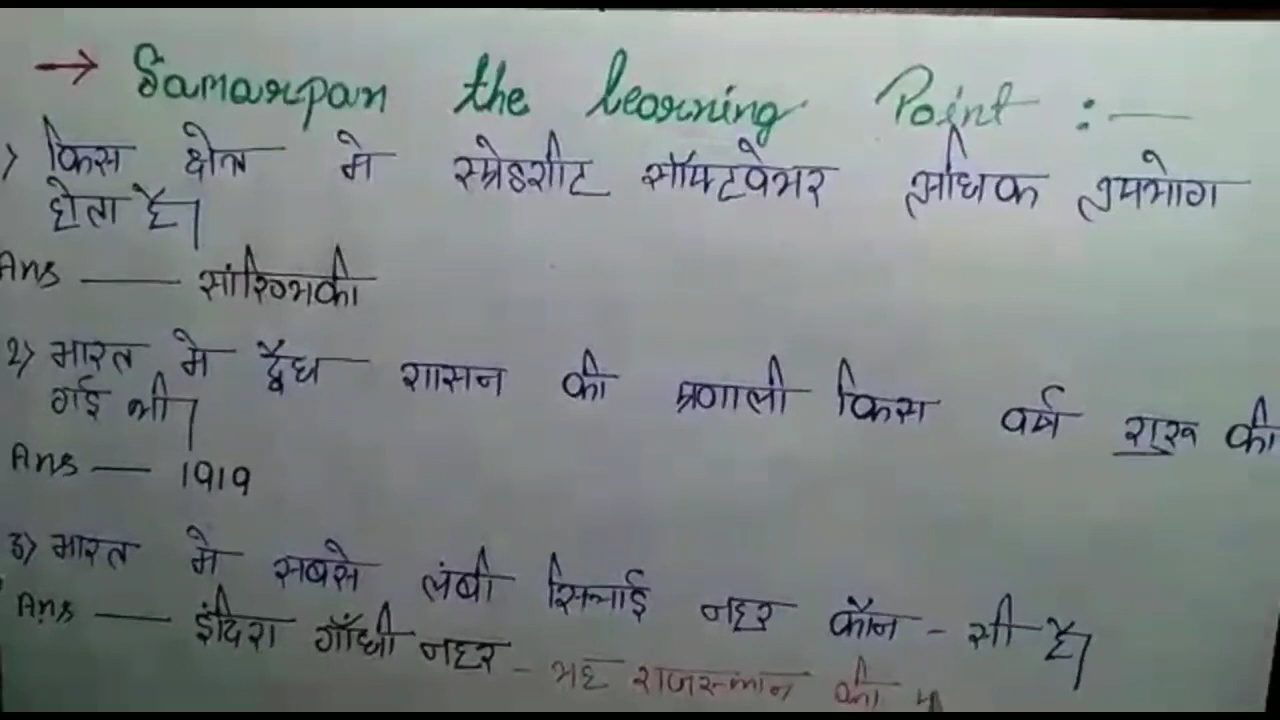 → Samarpan the learning Point :—
1) किस क्षेत्र मे स्प्रेडशीट सॉफ्टवेयर अधिक उपयोग
होता है।
Ans — सांख्यिकी
2) भारत मे द्वैध शासन की प्रणाली किस वर्ष शुरू की
गई थी।
Ans — 1919
3) भारत मे सबसे लंबी सिचाई नहर कौन - सी है।
Ans — इंदिरा गाँधी नहर - यह राजस्थान की